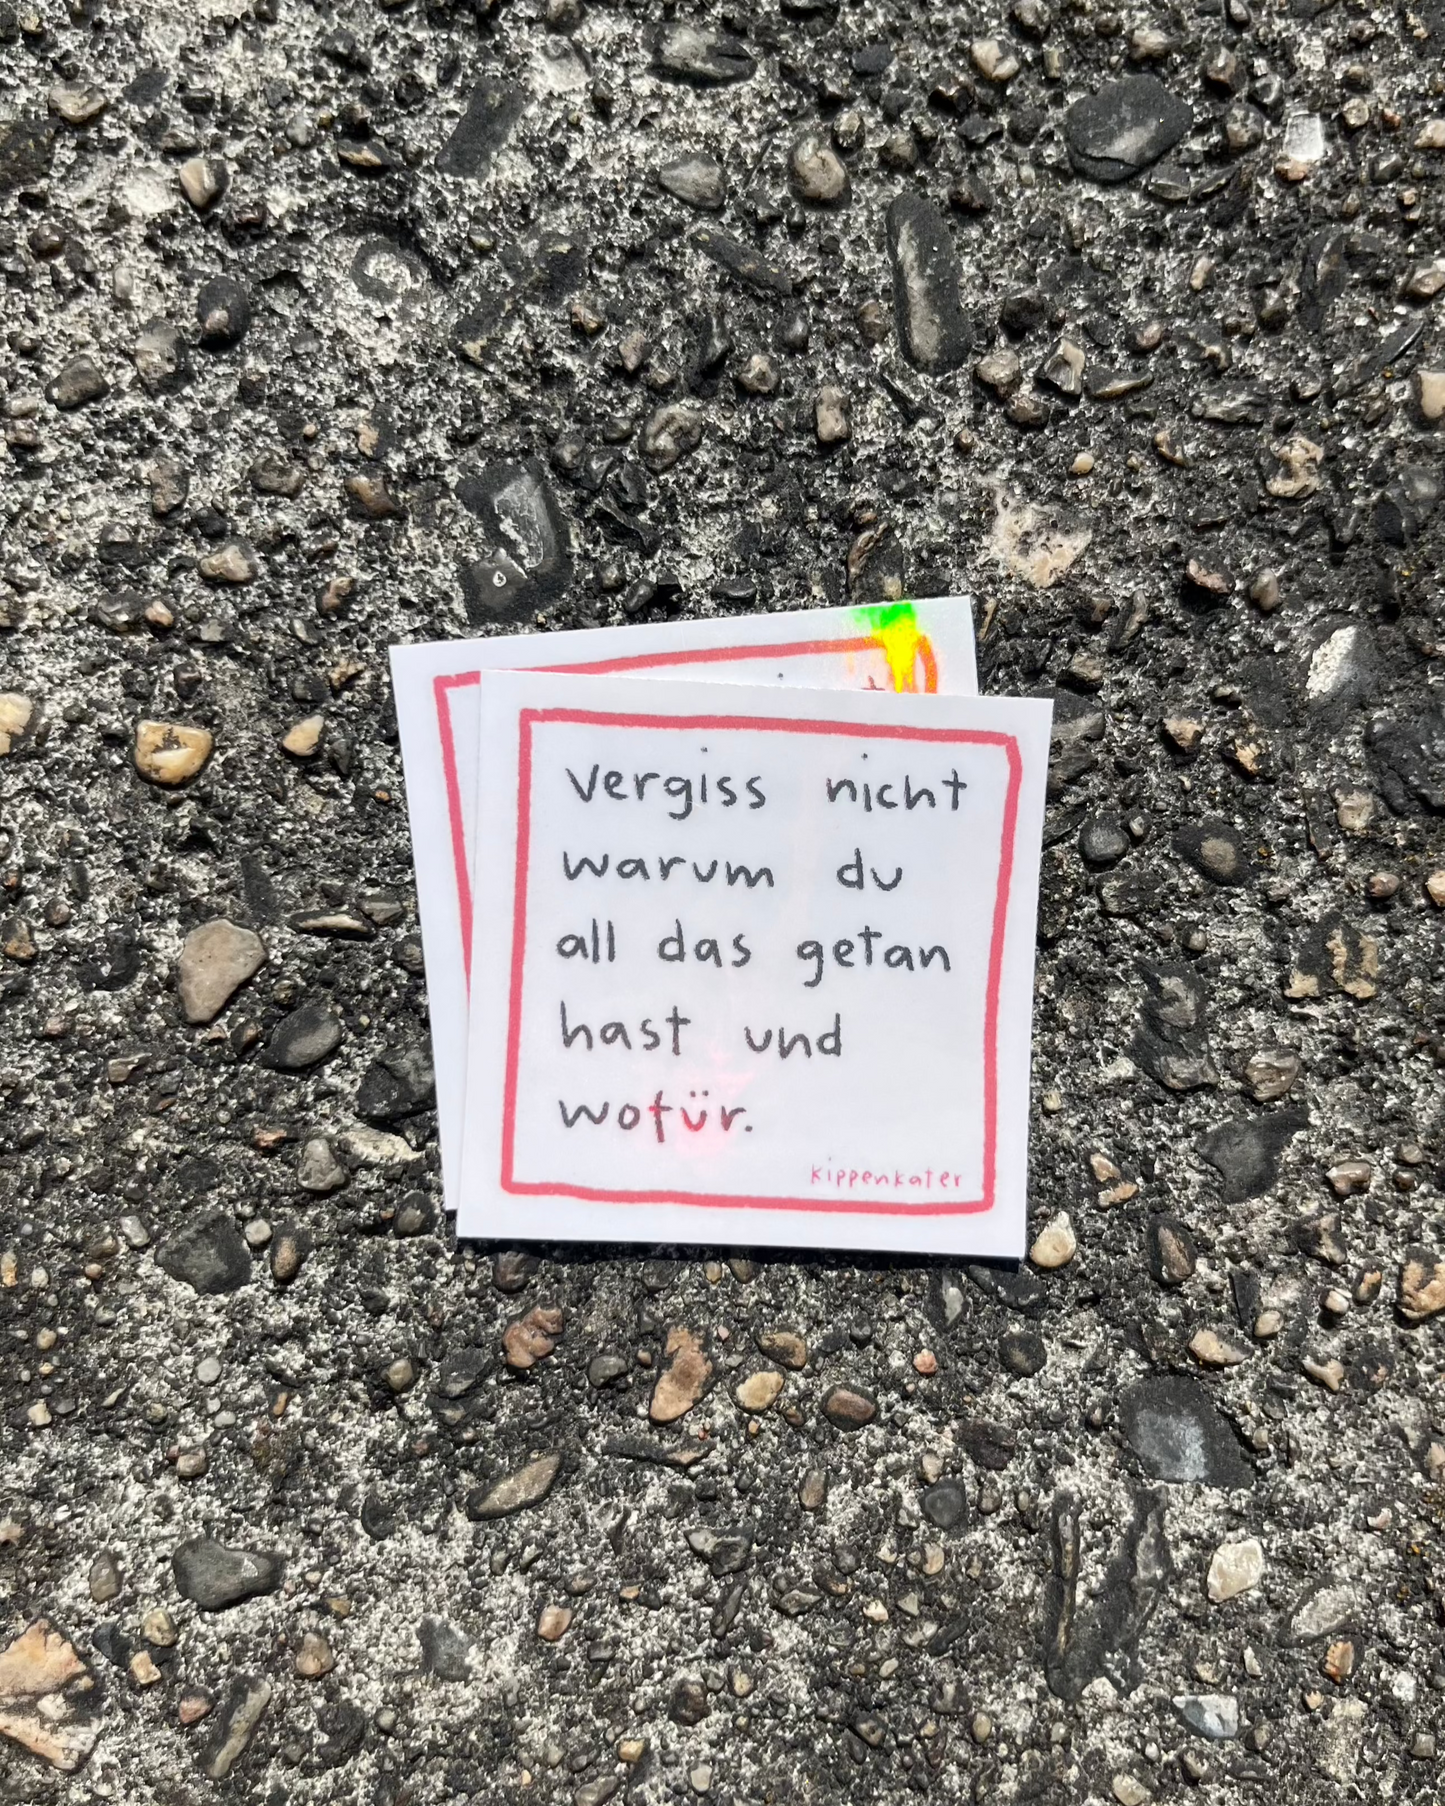 vergiss nicht
warum du
all das getan
hast und
wofür.
kippenkater